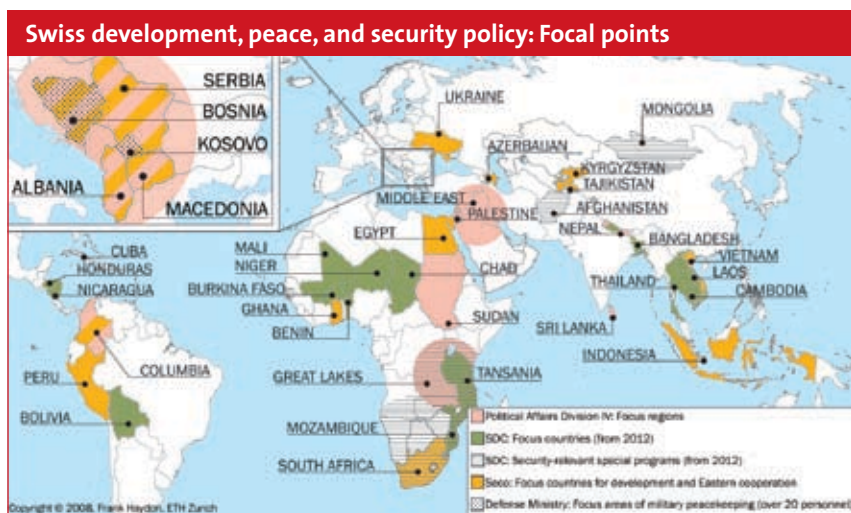 Swiss development, peace, and security policy: Focal points
SERBIA
BOSNIA
KOSOVO
ALBANIA
MACEDONIA
UKRAINE
MONGOLIA
AZERBAIJAN
KYRGYZSTAN
TAJIKISTAN
MIDDLE EAST
PALESTINE
AFGHANISTAN
EGYPT
NEPAL
BANGLADESH
CUBA
MALI
VIETNAM
HONDURAS
NIGER
CHAD
LAOS
NICARAGUA
BURKINA FASO
THAILAND
CAMBODIA
GHANA
SUDAN
BENIN
SRI LANKA
COLUMBIA
INDONESIA
PERU
GREAT LAKES
TANSANIA
BOLIVIA
MOZAMBIQUE
SOUTH AFRICA
Political Affairs Division IV: Focus regions
SDC: Focus countries (from 2012)
SDC: Security-relevant special programs (from 2012)
Seco: Focus countries for development and Eastern cooperation
Defense Ministry: Focus areas of military peacekeeping (over 20 personnel)
Copyright © 2008, Frank Haydon, ETH Zurich